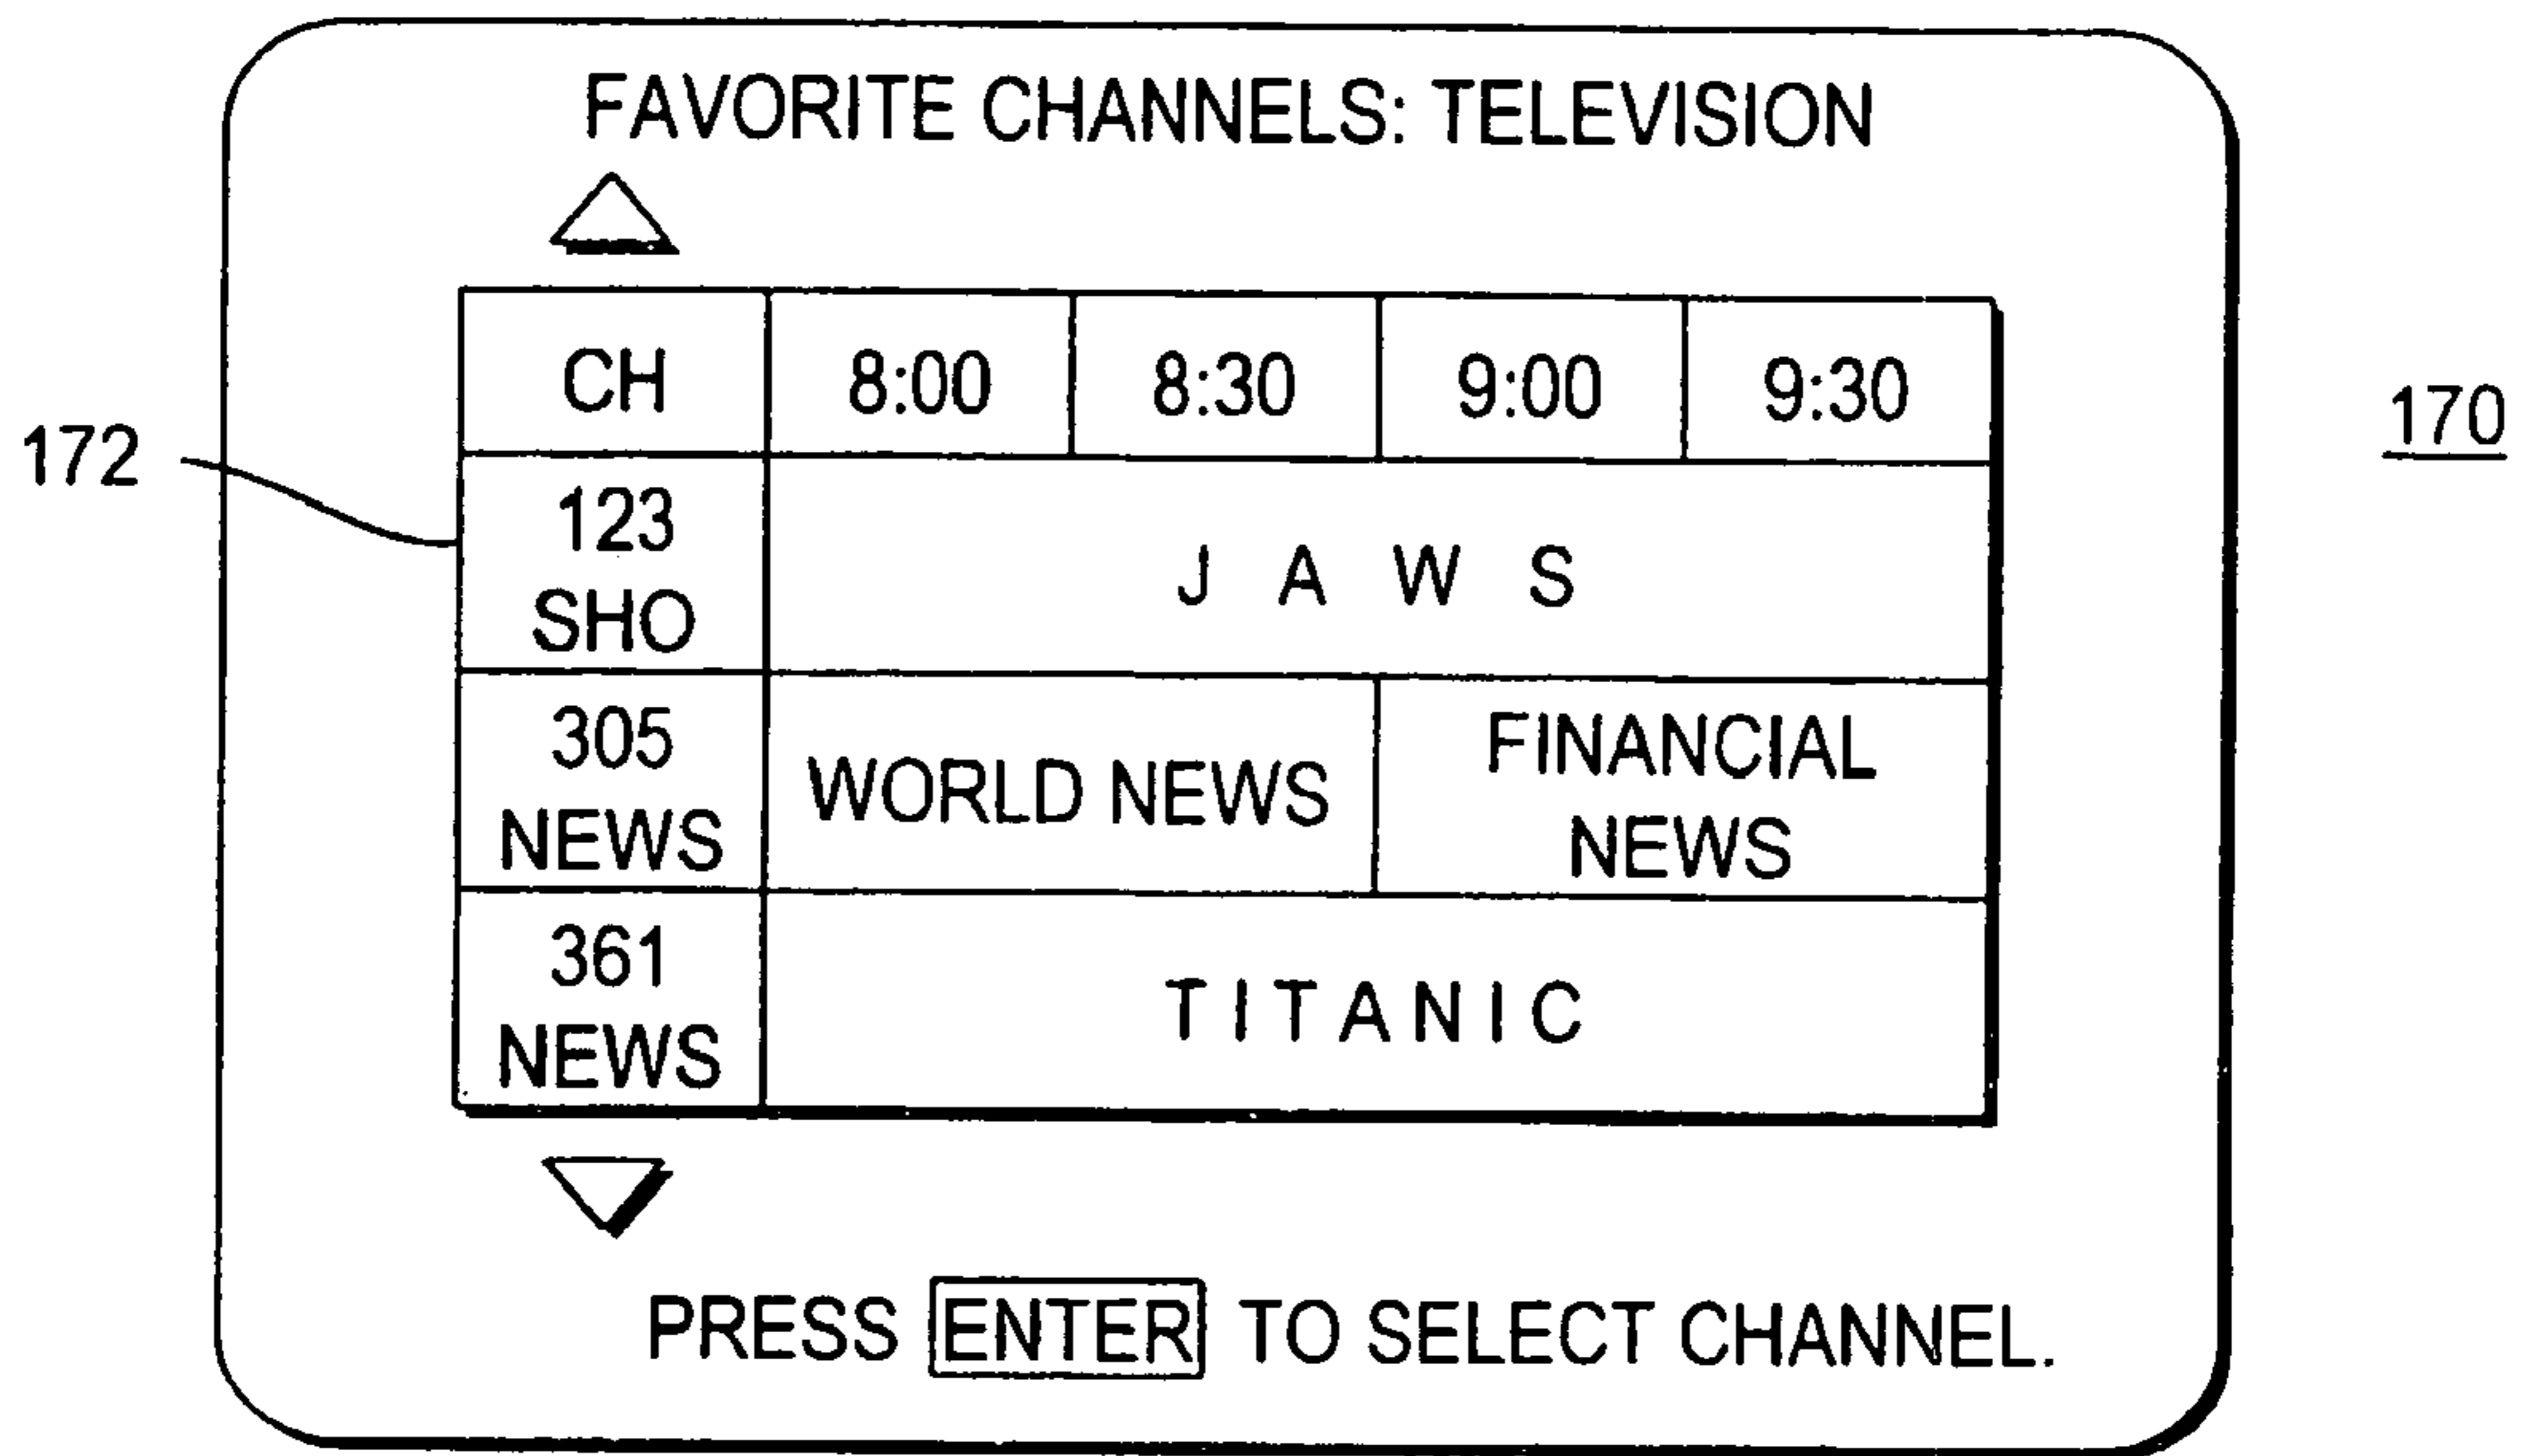 FAVORITE CHANNELS: TELEVISION
CH 8:00 8:30 9:00 9:30
172
170
123
SHO
J A W S
305
NEWS
WORLD NEWS
FINANCIAL
NEWS
361
NEWS
T I T A N I C
PRESS ENTER TO SELECT CHANNEL.